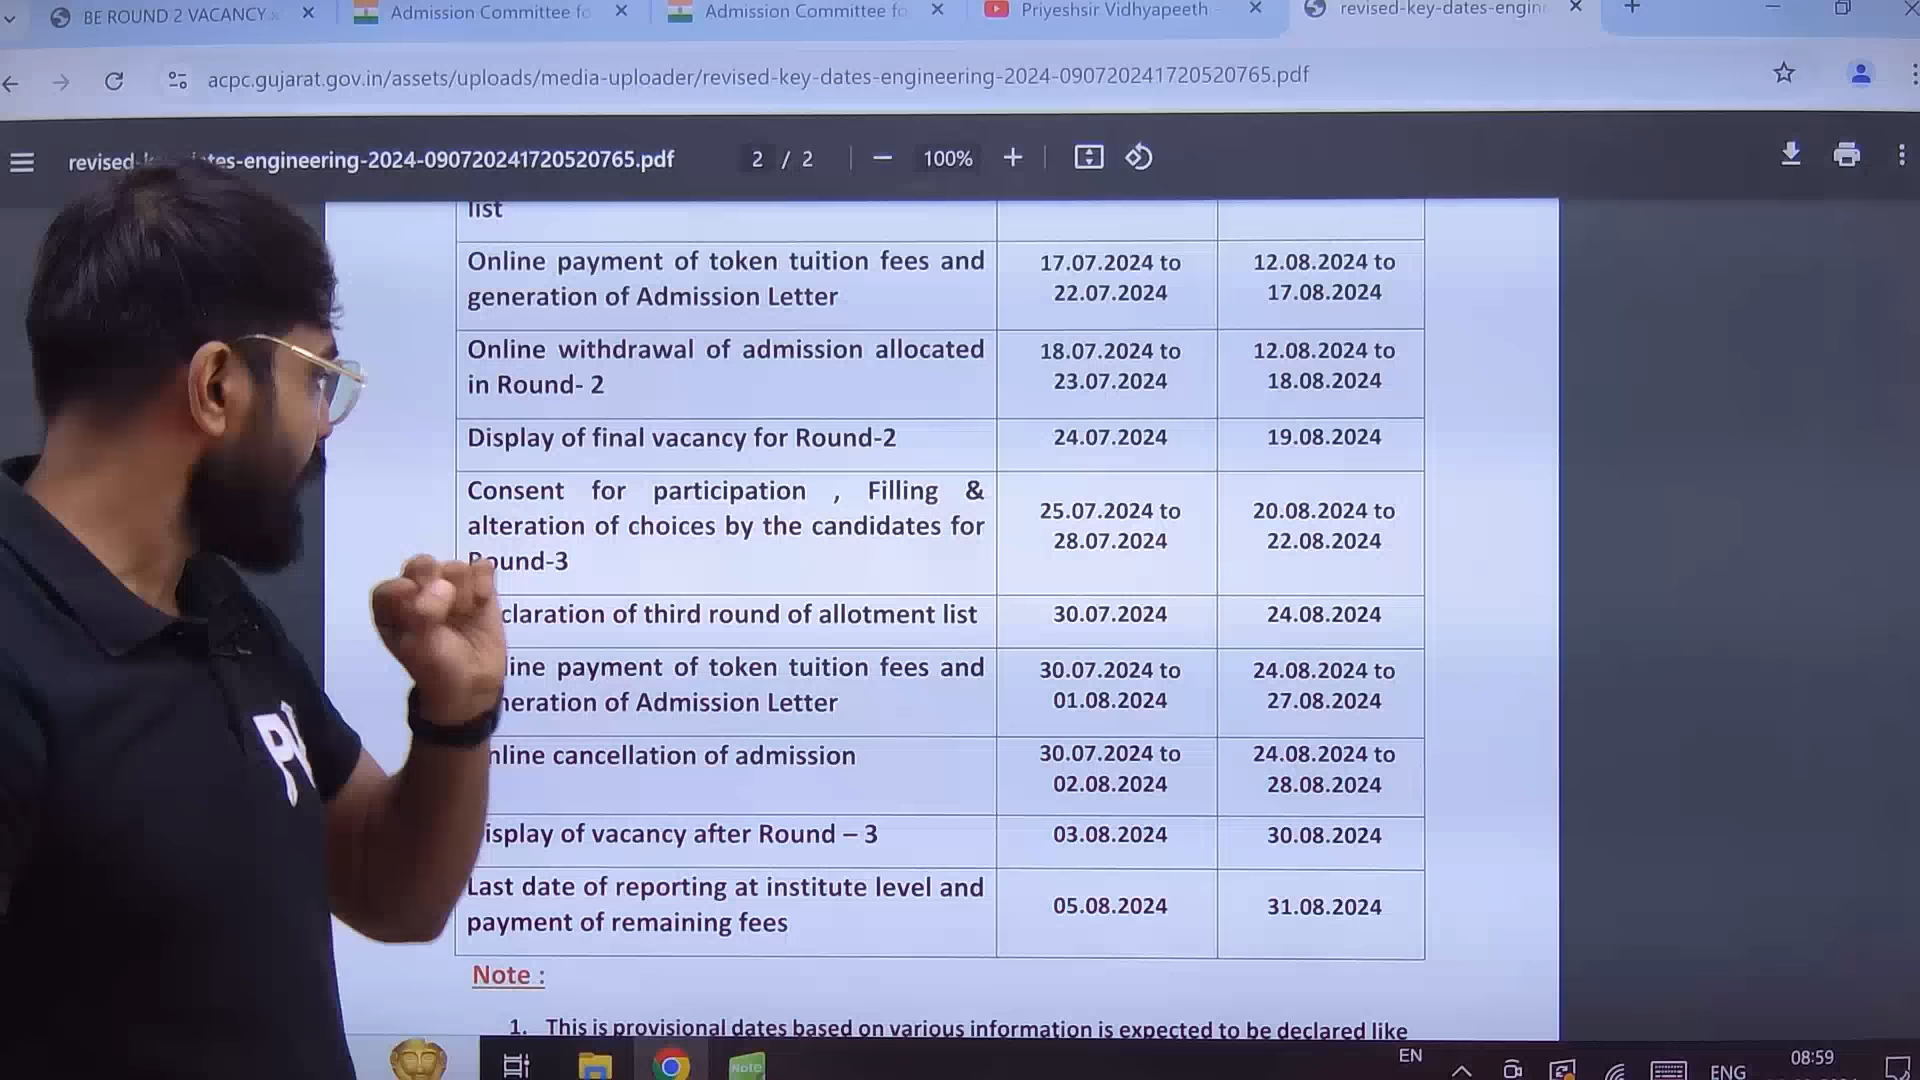 BE ROUND 2 VACANCY
Admission Committee fo
Admission Committee fo
Priyeshsir Vidhyapeeth -
revised-key-dates-engin
acpc.gujarat.gov.in/assets/uploads/media-uploader/revised-key-dates-engineering-2024-090720241720520765.pdf
tes-engineering-2024-090720241720520765.pdf
2 / 2
100%
list
Online payment of token tuition fees and
generation of Admission Letter
17.07.2024 to
22.07.2024
12.08.2024 to
17.08.2024
Online withdrawal of admission allocated
in Round- 2
18.07.2024 to
23.07.2024
12.08.2024 to
18.08.2024
Display of final vacancy for Round-2
24.07.2024
19.08.2024
Consent for participation , Filling &
alteration of choices by the candidates for
Round-3
25.07.2024 to
28.07.2024
20.08.2024 to
22.08.2024
claration of third round of allotment list
30.07.2024
24.08.2024
line payment of token tuition fees and
neration of Admission Letter
30.07.2024 to
01.08.2024
24.08.2024 to
27.08.2024
nline cancellation of admission
30.07.2024 to
02.08.2024
24.08.2024 to
28.08.2024
isplay of vacancy after Round – 3
03.08.2024
30.08.2024
Last date of reporting at institute level and
payment of remaining fees
05.08.2024
31.08.2024
Note :
1. This is provisional dates based on various information is expected to be declared like
Note
EN
ENG
08:59